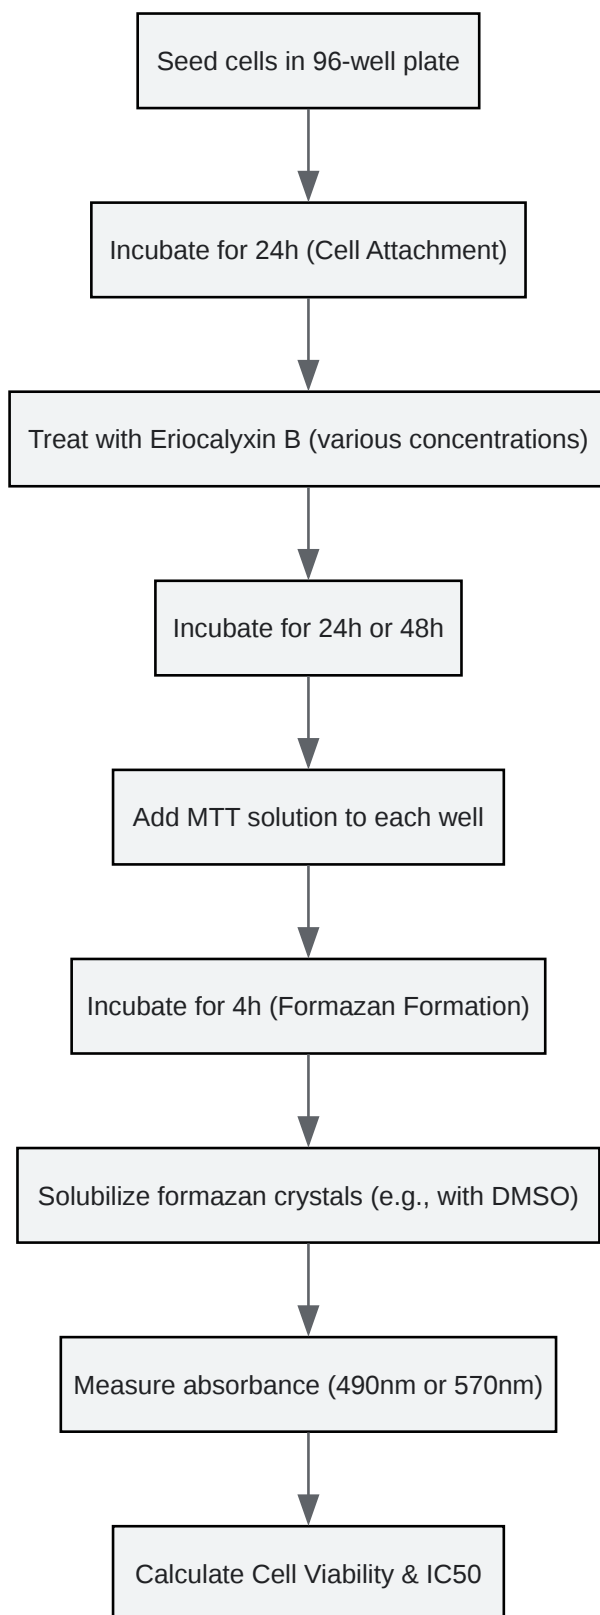 Seed cells in 96-well plate
Incubate for 24h (Cell Attachment)
Treat with Eriocalyxin B (various concentrations)
Incubate for 24h or 48h
Add MTT solution to each well
Incubate for 4h (Formazan Formation)
Solubilize formazan crystals (e.g., with DMSO)
Measure absorbance (490nm or 570nm)
Calculate Cell Viability & IC50